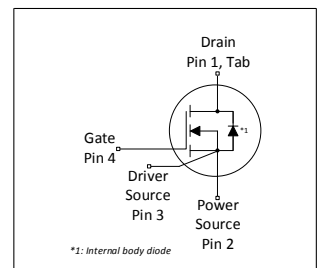 Drain
Pin 1, Tab
*1
Gate
Pin 4
Driver
Source
Pin 3
Power
Source
Pin 2
*1: Internal body diode